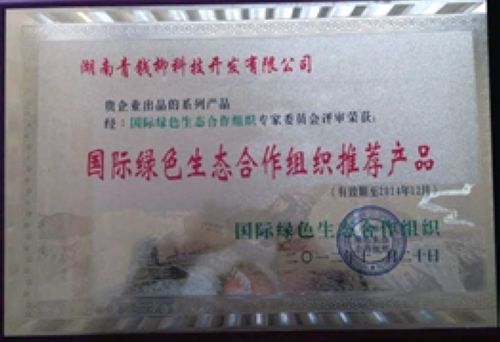 湖南青钱柳科技开发有限公司
贵企业出品的系列产品
经：国际绿色生态合作组织专家委员会评审荣获：
国际绿色生态合作组织推荐产品
（有效期至2014年12月）
国际绿色生态合作组织
二〇一二年十二月二十日